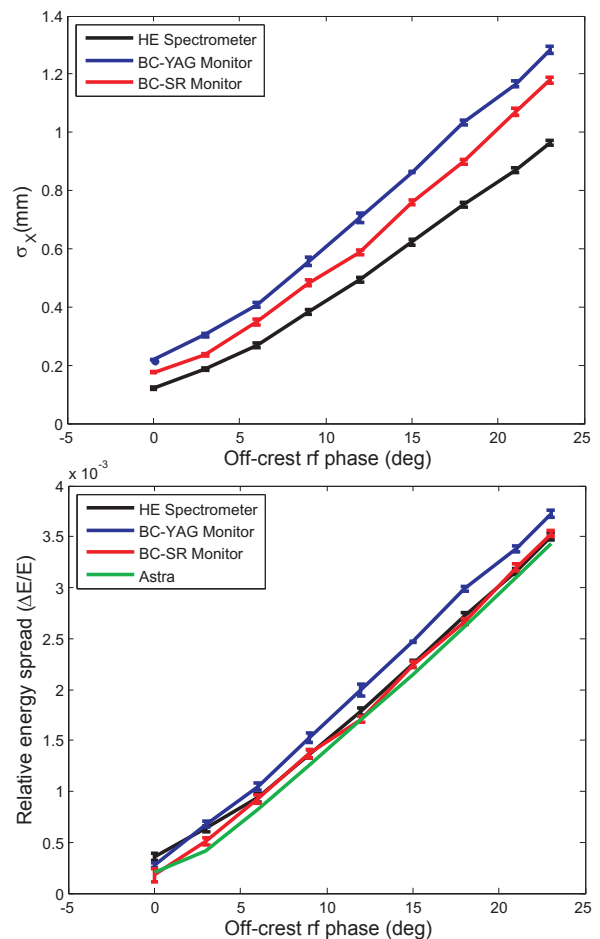 1.4
HE Spectrometer
BC-YAG Monitor
BC-SR Monitor
1.2
1
0.8
0.6
0.4
0.2
0
σX(mm)
-5 0 5 10 15 20 25
Off-crest rf phase (deg)
x 10-3
4
HE Spectrometer
BC-YAG Monitor
BC-SR Monitor
Astra
3.5
3
2.5
2
1.5
1
0.5
0
Relative energy spread (ΔE/E)
-5 0 5 10 15 20 25
Off-crest rf phase (deg)